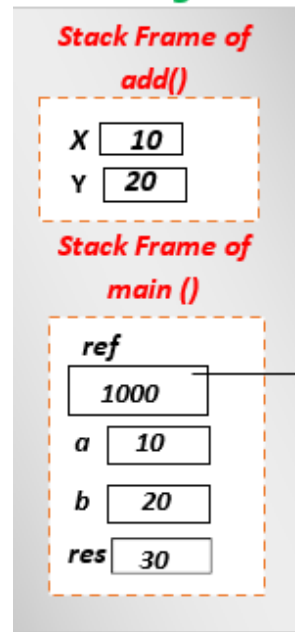 Stack Frame of
add()
X 10
Y 20
Stack Frame of
main ()
ref
1000
a 10
b 20
res 30